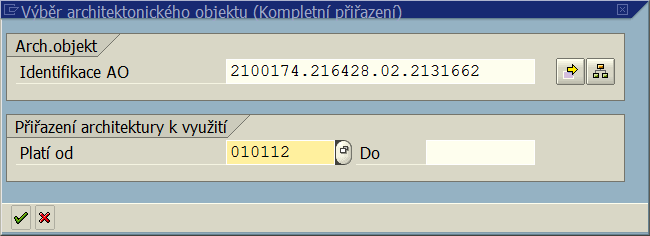 Výběr architektonického objektu (Kompletní přiřazení)
Arch.objekt
Identifikace AO 2100174.216428.02.2131662
Přiřazení architektury k využití
Platí od 010112 Do